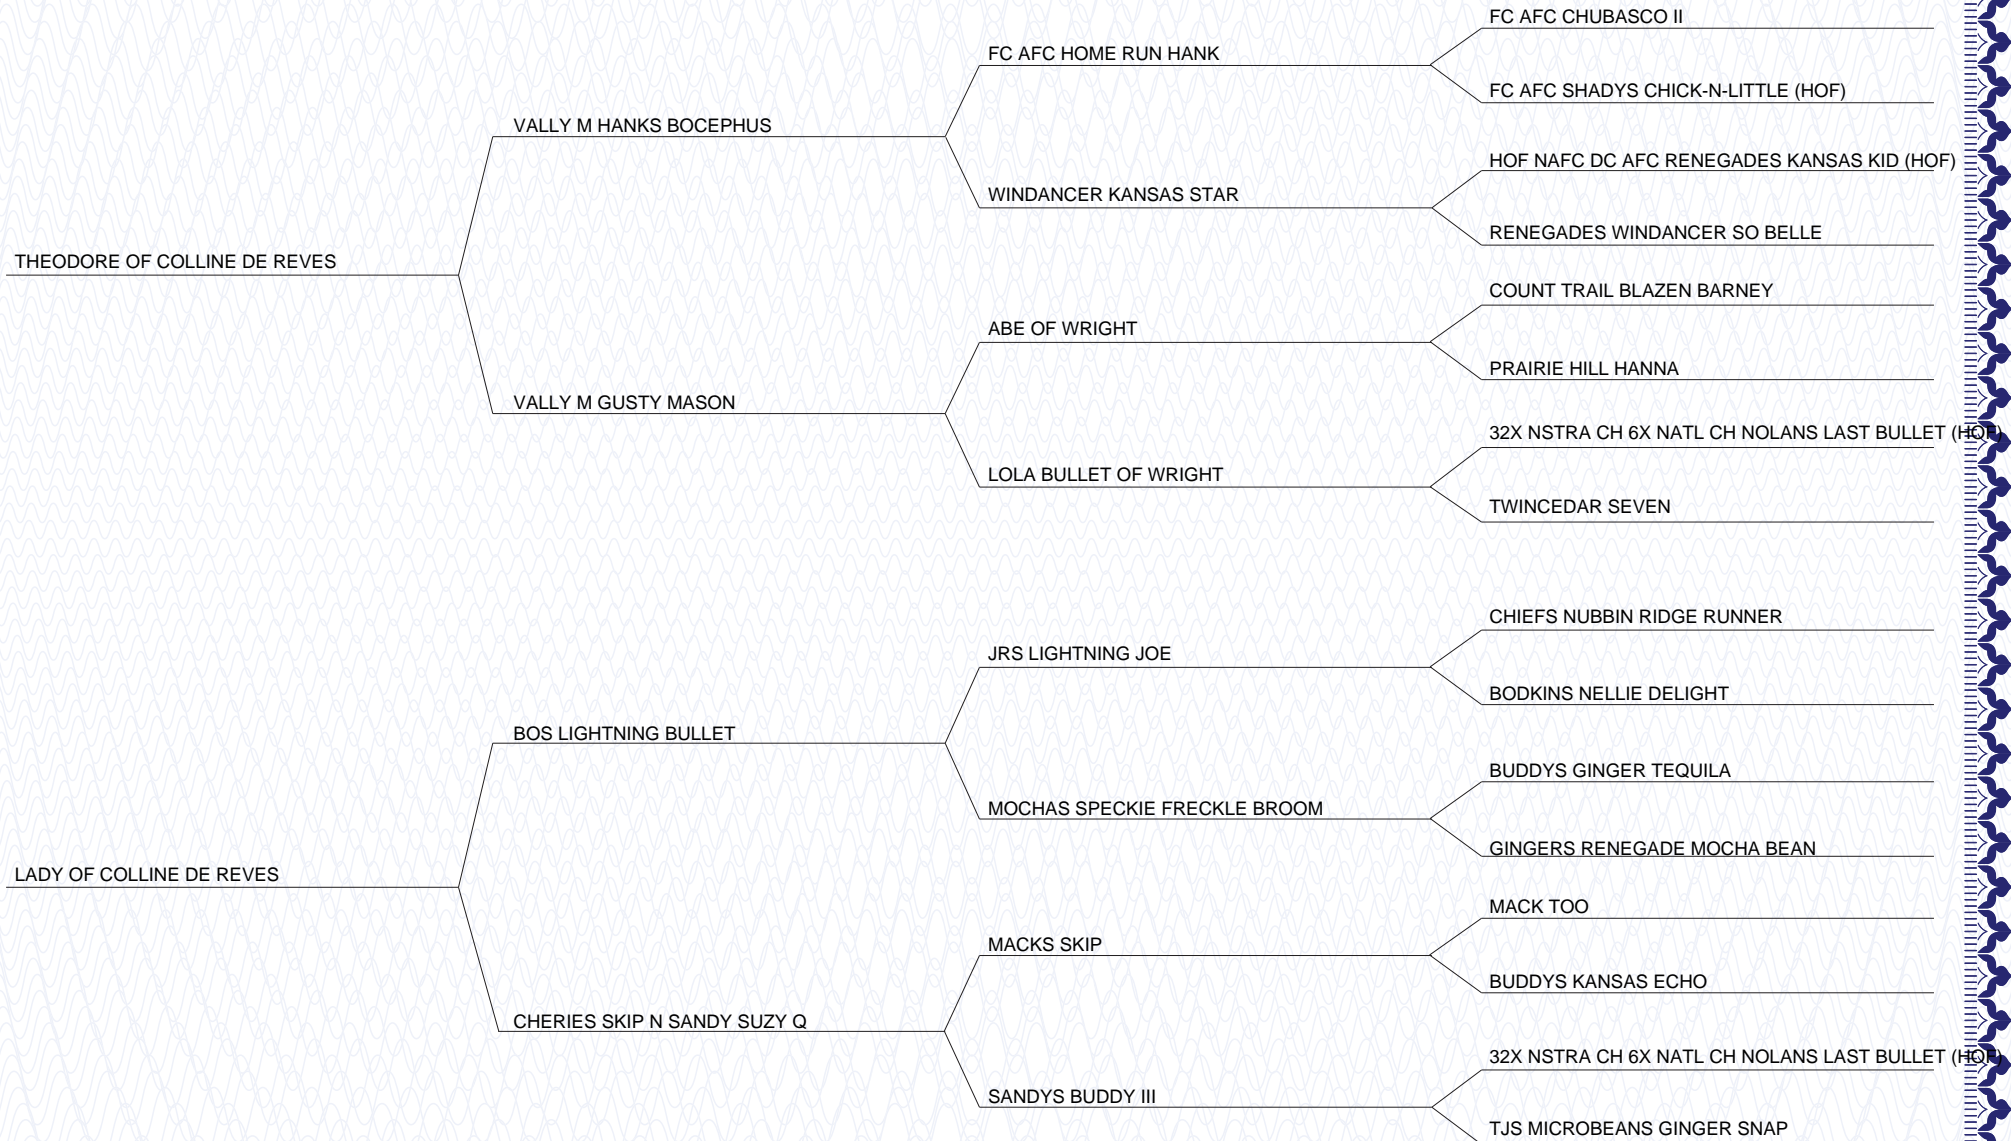 FC AFC CHUBASCO II
FC AFC HOME RUN HANK
FC AFC SHADYS CHICK-N-LITTLE (HOF)
VALLY M HANKS BOCEPHUS
HOF NAFC DC AFC RENEGADES KANSAS KID (HOF)
WINDANCER KANSAS STAR
RENEGADES WINDANCER SO BELLE
THEODORE OF COLLINE DE REVES
COUNT TRAIL BLAZEN BARNEY
ABE OF WRIGHT
PRAIRIE HILL HANNA
VALLY M GUSTY MASON
32X NSTRA CH 6X NATL CH NOLANS LAST BULLET (HOF)
LOLA BULLET OF WRIGHT
TWINCEDAR SEVEN
CHIEFS NUBBIN RIDGE RUNNER
JRS LIGHTNING JOE
BODKINS NELLIE DELIGHT
BOS LIGHTNING BULLET
BUDDYS GINGER TEQUILA
MOCHAS SPECKIE FRECKLE BROOM
GINGERS RENEGADE MOCHA BEAN
LADY OF COLLINE DE REVES
MACK TOO
MACKS SKIP
BUDDYS KANSAS ECHO
CHERIES SKIP N SANDY SUZY Q
32X NSTRA CH 6X NATL CH NOLANS LAST BULLET (HOF)
SANDYS BUDDY III
TJS MICROBEANS GINGER SNAP